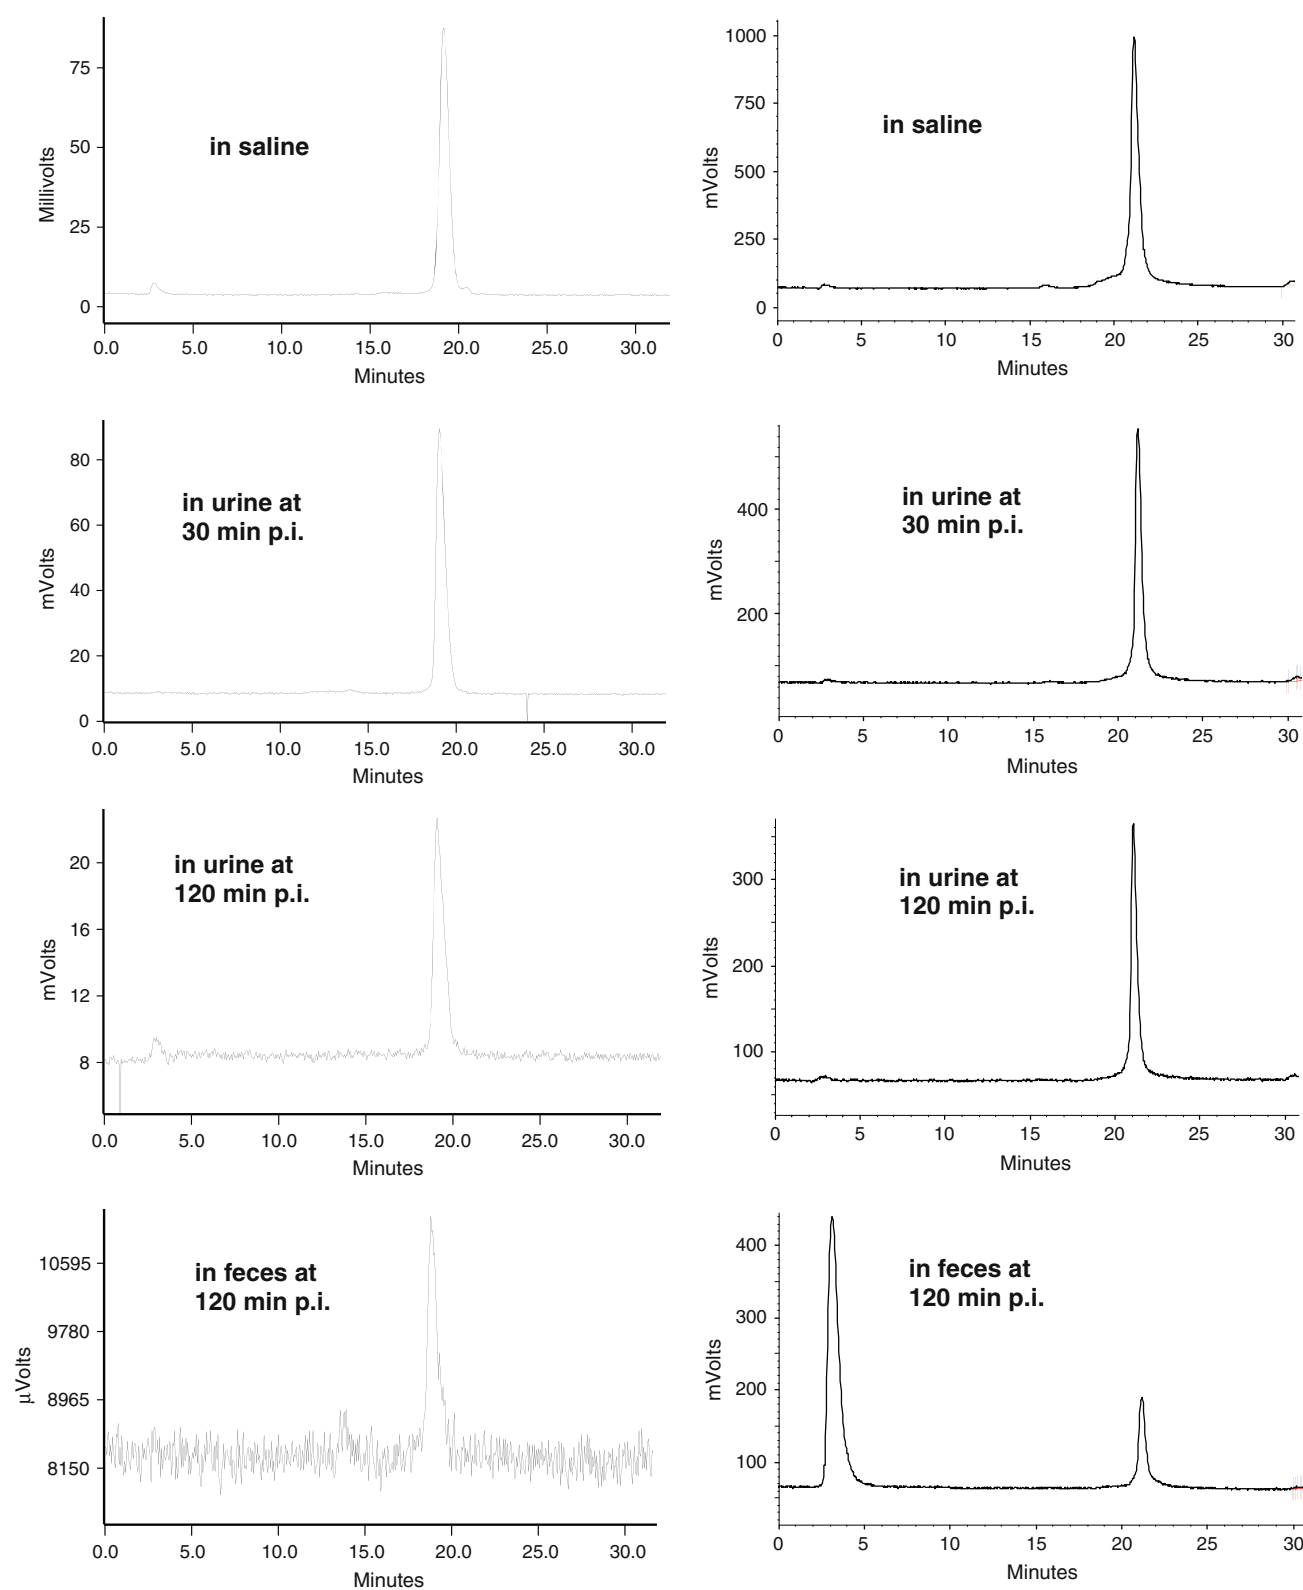 75
50
25
0
Millivolts
in saline
0.0 5.0 10.0 15.0 20.0 25.0 30.0
Minutes
1000
750
500
250
0
mVolts
in saline
0 5 10 15 20 25 30
Minutes
80
60
40
20
0
mVolts
in urine at
30 min p.i.
0.0 5.0 10.0 15.0 20.0 25.0 30.0
Minutes
400
200
mVolts
in urine at
30 min p.i.
0 5 10 15 20 25 30
Minutes
20
16
12
8
mVolts
in urine at
120 min p.i.
0.0 5.0 10.0 15.0 20.0 25.0 30.0
Minutes
300
200
100
mVolts
in urine at
120 min p.i.
0 5 10 15 20 25 30
Minutes
10595
9780
8965
8150
µVolts
in feces at
120 min p.i.
0.0 5.0 10.0 15.0 20.0 25.0 30.0
Minutes
400
300
200
100
mVolts
in feces at
120 min p.i.
0 5 10 15 20 25 30
Minutes